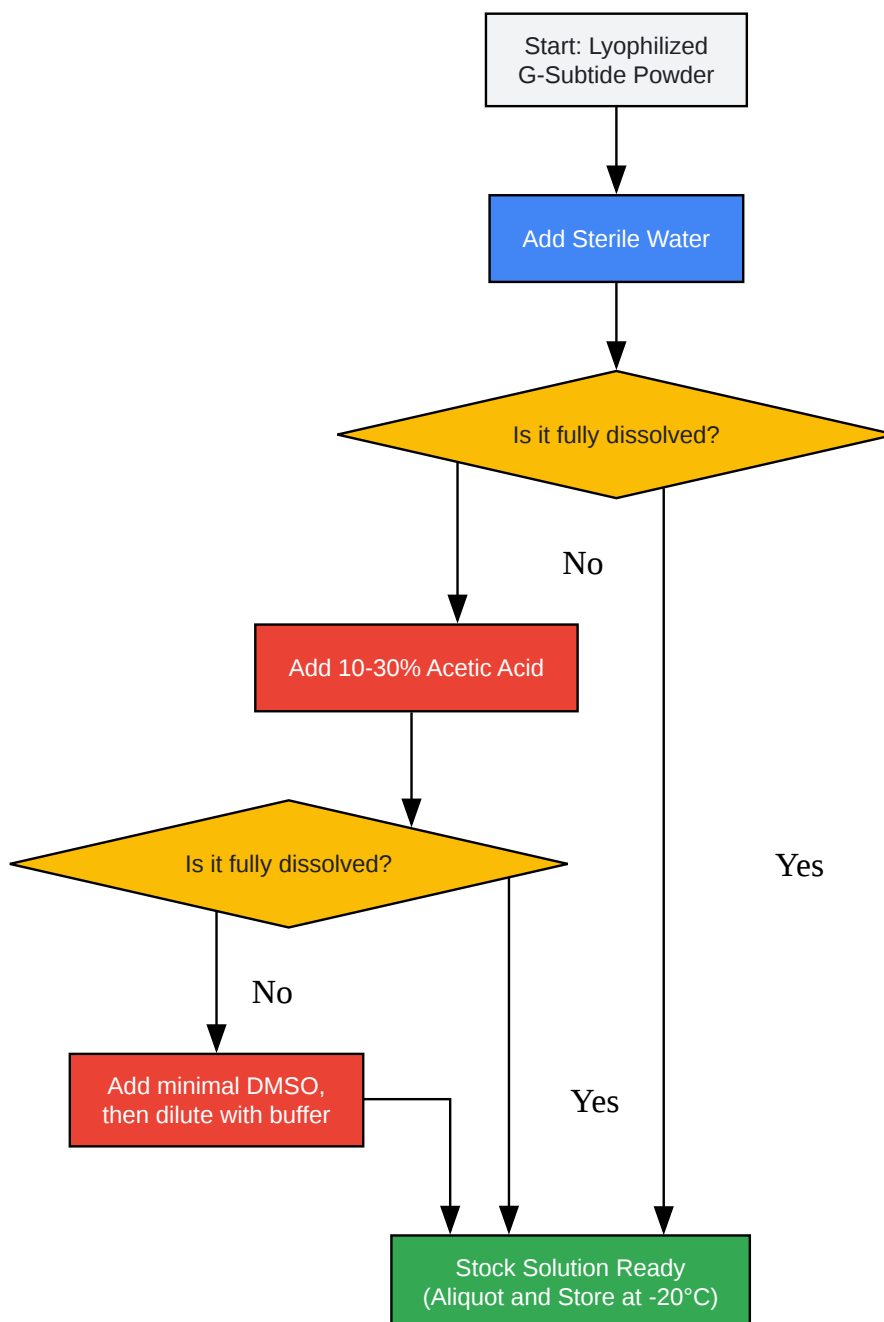 Start: Lyophilized
G-Subtide Powder
Add Sterile Water
Is it fully dissolved?
No
Add 10-30% Acetic Acid
Yes
Is it fully dissolved?
No
Add minimal DMSO,
then dilute with buffer
Yes
Stock Solution Ready
(Aliquot and Store at -20°C)